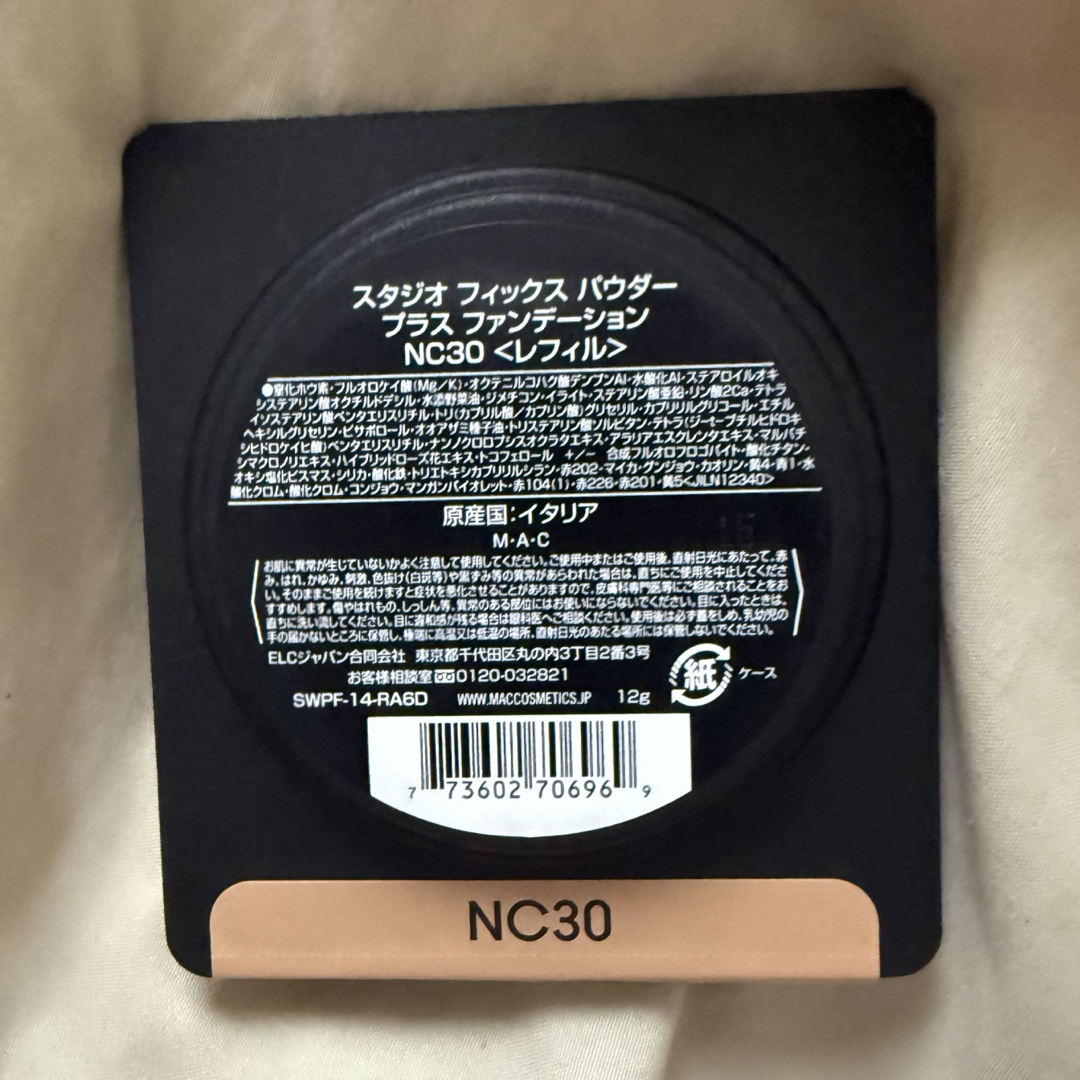 スタジオ フィックス パウダー
プラス ファンデーション
NC30 <レフィル>
●窒化ホウ素・フルオロケイ酸(Mg/K)・オクテニルコハク酸デンプンAl・水酸化Al・ステアロイルオキ
システアリン酸オクチルドデシル・水添野菜油・ジメチコン・イライト・ステアリン酸亜鉛・リン酸2Ca・テトラ
イソステアリン酸ペンタエリスリチル・トリ(カプリル酸/カプリン酸)グリセリル・カプリルグリコール・エチル
ヘキシルグリセリン・ビサボロール・オオアザミ種子油・トリステアリン酸ソルビタン・テトラ(ジ-t-ブチルヒドロキ
シヒドロケイヒ酸)ペンタエリスリチル・ナンノクロロプシスオクラタエキス・アラリアエスクレンタエキス・マルバチ
シマクロノリエキス・ハイブリッドローズ花エキス・トコフェロール +/− 合成フルオロフロゴパイト・酸化チタン・
オキシ塩化ビスマス・シリカ・酸化鉄・トリエトキシカプリリルシラン・赤202・マイカ・グンジョウ・カオリン・黄4・青1・水
酸化クロム・酸化クロム・コンジョウ・マンガンバイオレット・赤104(1)・赤226・赤201・黄5<JILN12340>
原産国:イタリア
M・A・C
お肌に異常が生じていないかよく注意して使用してください。ご使用中またはご使用後、直射日光にあたって、赤
み、はれ、かゆみ、刺激、色抜け(白斑等)や黒ずみ等の異常があらわれた場合は、直ちにご使用を中止してくださ
い。そのままご使用を続けますと症状を悪化させることがありますので、皮膚科専門医等にご相談されることをお
すすめします。傷やはれもの、しっしん等、異常のある部位にはお使いにならないでください。目に入ったときは、
直ちに洗い流してください。目に違和感が残る場合は眼科医へご相談ください。使用後は必ず蓋をしめ、乳幼児の
手の届かないところに保管し、極端に高温又は低温の場所、直射日光のあたる場所には保管しないでください。
ELCジャパン合同会社 東京都千代田区丸の内3丁目2番3号
お客様相談室 0120-032821
SWPF-14-RA6D WWW.MACCOSMETICS.JP 12g
紙 ケース
7 73602 70696 9
NC30